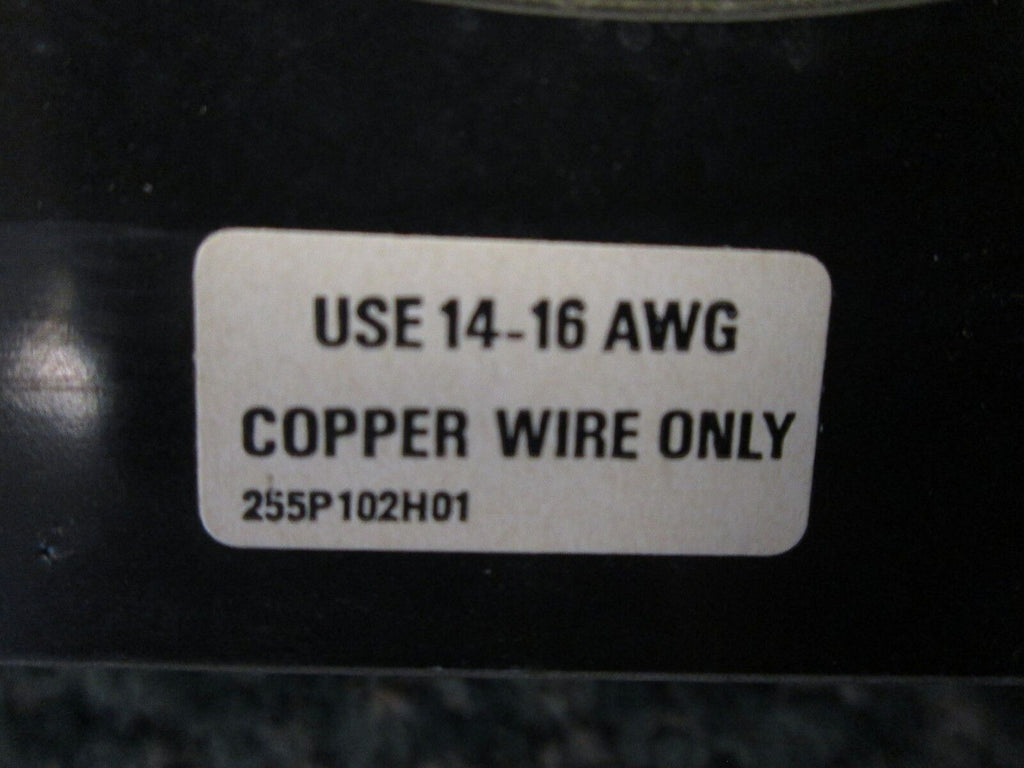 USE 14-16 AWG
COPPER WIRE ONLY
255P102H01